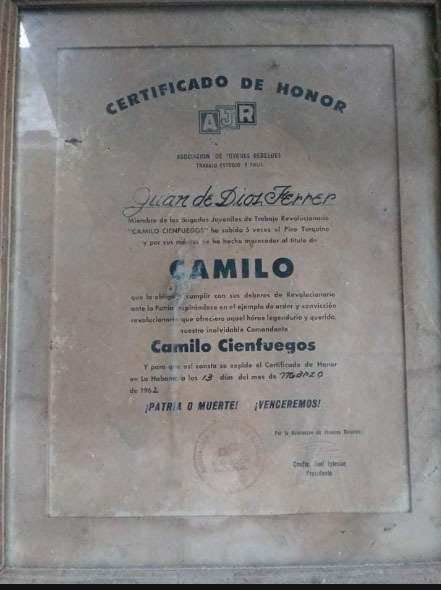 CERTIFICADO DE HONOR
AJR
ASOCIACION DE JOVENES REBELDES
TRABAJO, ESTUDIO Y FUSIL
Juan de Dios Ferrer
Miembro de las Brigadas Juveniles de Trabajo Revolucionario
"CAMILO CIENFUEGOS" ha subido 5 veces el Pico Turquino
y por sus se ha hecho merecedor al titulo de
CAMILO
que lo obliga cumplir con sus deberes de Revolucionario
ante la Patria inspirándose en el ejemplo de ardor y convicción
revolucionaria que ofreciera aquel héroe legendario y querido,
nuestro inolvidable Comandante
Camilo Cienfuegos
Y para que así conste se expide el Certificado de Honor
en La Habana a los 13 días del mes de Marzo
de 1962
¡PATRIA O MUERTE! ¡VENCEREMOS!
Por la Asociación de Jóvenes Rebeldes
Cmdte. Joel Iglesias
Presidente